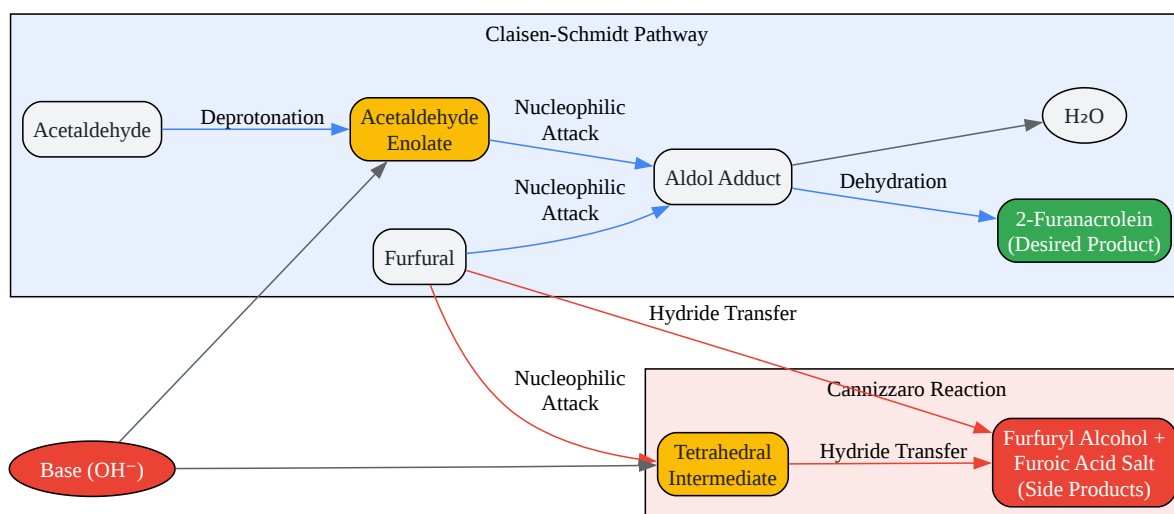 Claisen-Schmidt Pathway
Acetaldehyde
Deprotonation
Acetaldehyde
Enolate
Nucleophilic
Attack
H₂O
Aldol Adduct
Dehydration
Nucleophilic
Attack
2-Furanacrolein
(Desired Product)
Furfural
Hydride Transfer
Nucleophilic
Attack
Cannizzaro Reaction
Base (OH⁻)
Tetrahedral
Intermediate
Hydride Transfer
Furfuryl Alcohol +
Furoic Acid Salt
(Side Products)